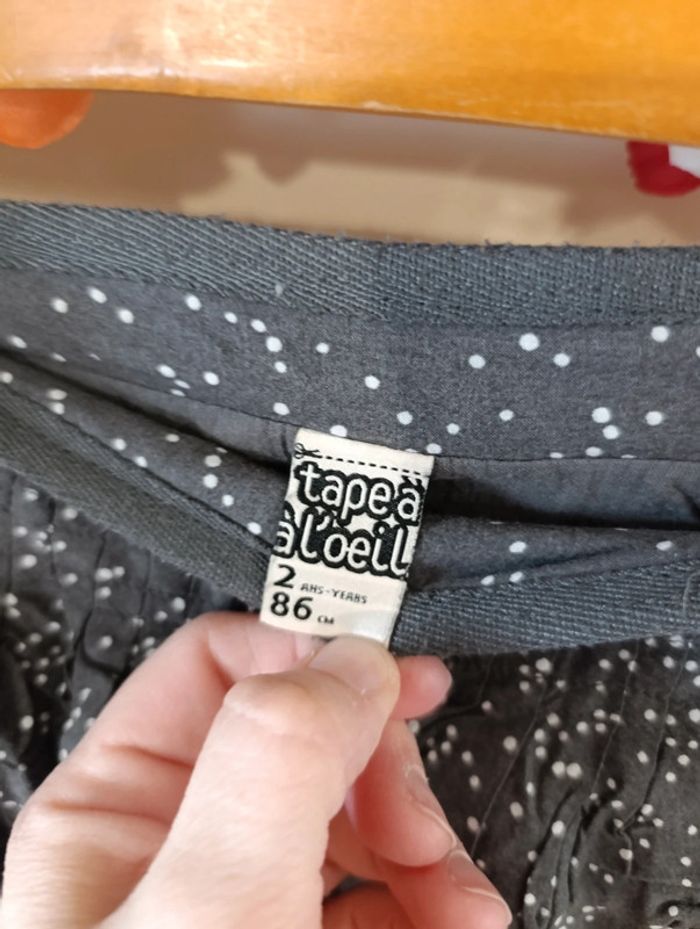 tape à
à l'oeil
2 ANS-YEARS
86 CM